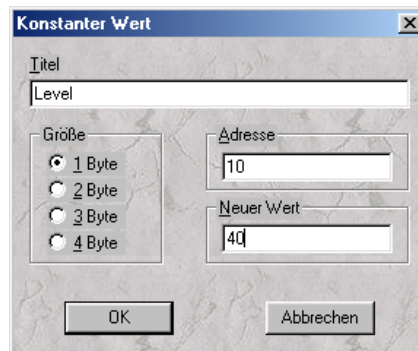 Konstanter Wert
Titel
Level
Größe
1 Byte
2 Byte
3 Byte
4 Byte
Adresse
10
Neuer Wert
40
OK
Abbrechen